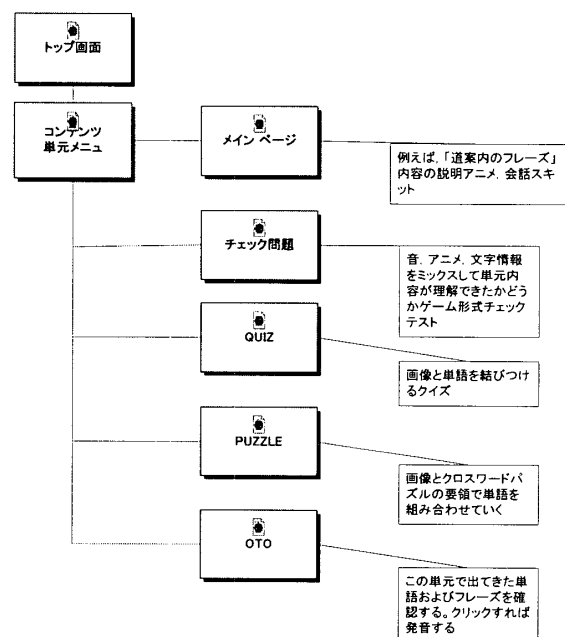 トップ画面
コンテンツ
単元メニュー
メイン ページ
例えば,「道案内のフレーズ」
内容の説明アニメ, 会話スキ
ット
チェック問題
音, アニメ, 文字情報
をミックスして単元内
容が理解できたかどう
かゲーム形式チェック
テスト
QUIZ
画像と単語を結びつけ
るクイズ
PUZZLE
画像とクロスワードパ
ズルの要領で単語を
組み合わせていく
OTO
この単元で出てきた単
語およびフレーズを確
認する。クリックすれば
発音する